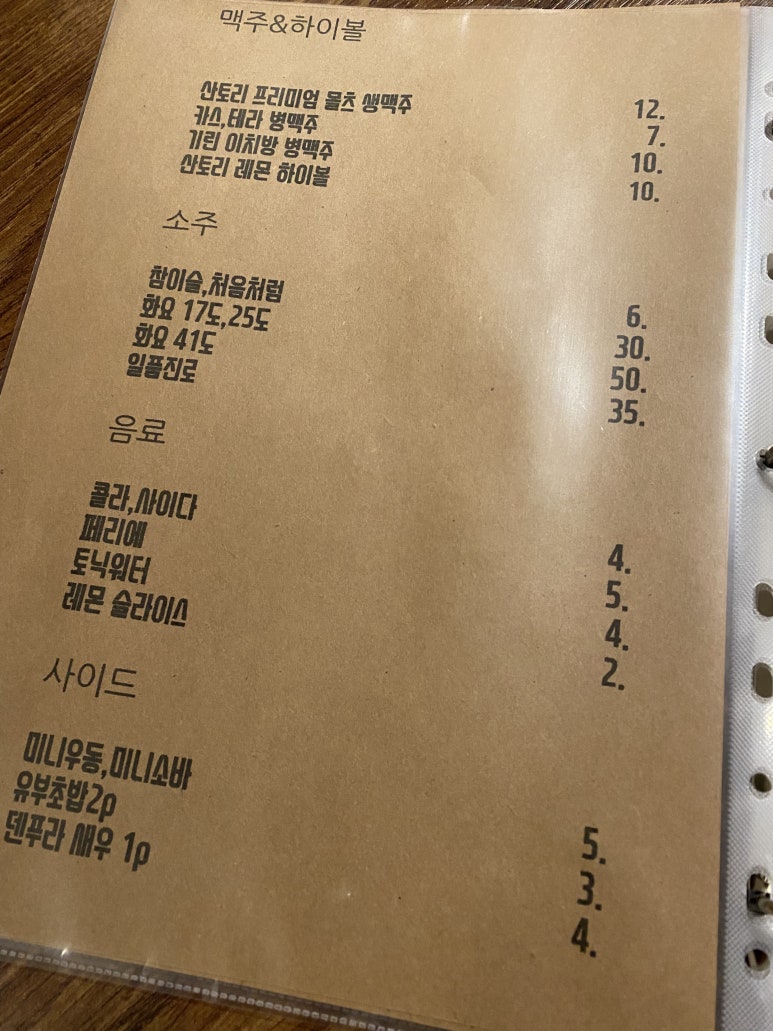 맥주&하이볼
산토리 프리미엄 몰츠 생맥주 12.
카스,테라 병맥주 7.
기린 이치방 병맥주 10.
산토리 레몬 하이볼 10.
소주
참이슬,처음처럼 6.
화요 17도,25도 30.
화요 41도 50.
일품진로 35.
음료
콜라,사이다 4.
페리에 5.
토닉워터 4.
레몬 슬라이스 2.
사이드
미니우동,미니소바 5.
유부초밥2p 3.
덴푸라 새우 1p 4.